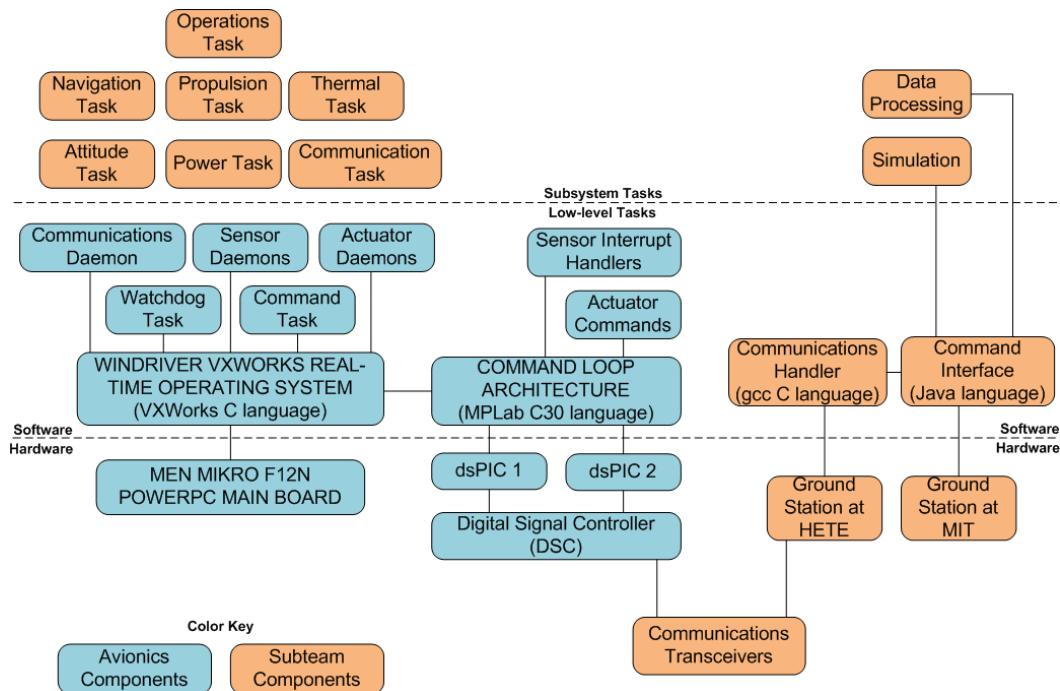 Operations
Task
Navigation
Task
Propulsion
Task
Thermal
Task
Data
Processing
Attitude
Task
Power Task
Communication
Task
Simulation
Subsystem Tasks
Low-level Tasks
Communications
Daemon
Sensor
Daemons
Actuator
Daemons
Sensor Interrupt
Handlers
Watchdog
Task
Command
Task
Actuator
Commands
WINDRIVER VXWORKS REAL-
TIME OPERATING SYSTEM
(VXWorks C language)
COMMAND LOOP
ARCHITECTURE
(MPLab C30 language)
Communications
Handler
(gcc C language)
Command
Interface
(Java language)
Software
Hardware
Software
Hardware
MEN MIKRO F12N
POWERPC MAIN BOARD
dsPIC 1
dsPIC 2
Ground
Station at
HETE
Ground
Station at
MIT
Digital Signal Controller
(DSC)
Communications
Transceivers
Color Key
Avionics
Components
Subteam
Components